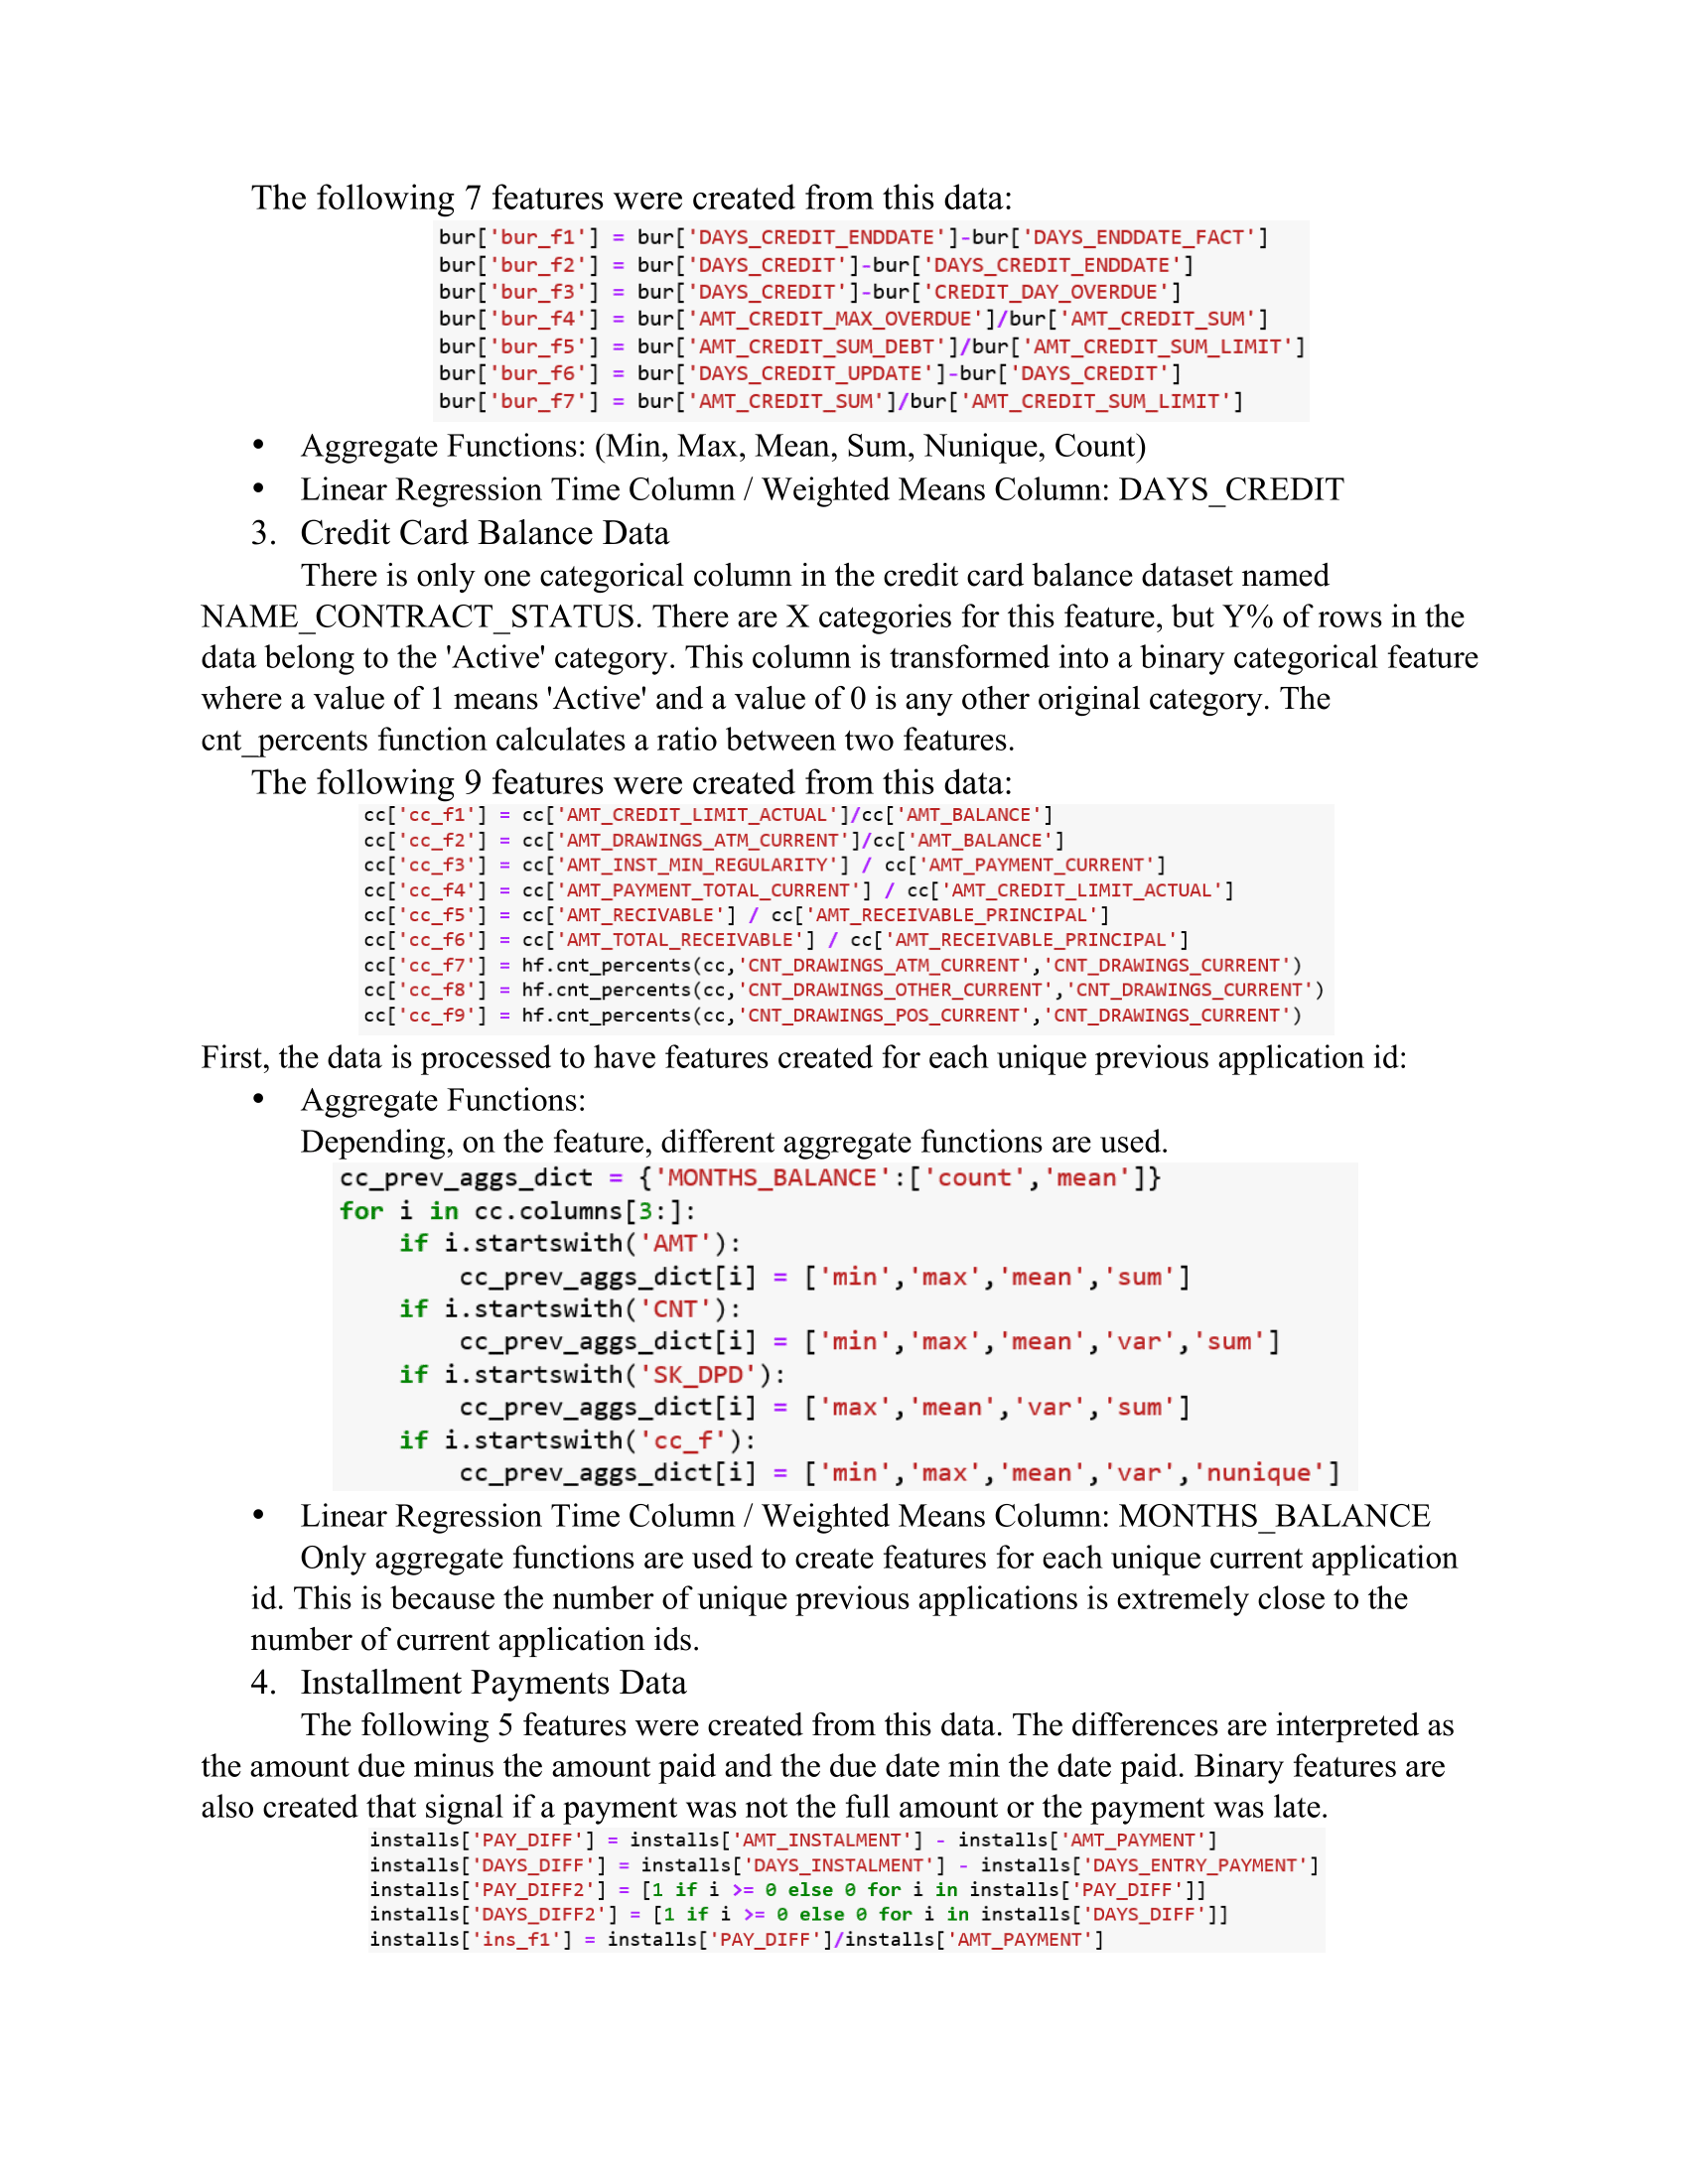 The following 7 features were created from this data:
bur['bur_f1'] = bur['DAYS_CREDIT_ENDDATE']-bur['DAYS_ENDDATE_FACT']
bur['bur_f2'] = bur['DAYS_CREDIT']-bur['DAYS_CREDIT_ENDDATE']
bur['bur_f3'] = bur['DAYS_CREDIT']-bur['CREDIT_DAY_OVERDUE']
bur['bur_f4'] = bur['AMT_CREDIT_MAX_OVERDUE']/bur['AMT_CREDIT_SUM']
bur['bur_f5'] = bur['AMT_CREDIT_SUM_DEBT']/bur['AMT_CREDIT_SUM_LIMIT']
bur['bur_f6'] = bur['DAYS_CREDIT_UPDATE']-bur['DAYS_CREDIT']
bur['bur_f7'] = bur['AMT_CREDIT_SUM']/bur['AMT_CREDIT_SUM_LIMIT']
• Aggregate Functions: (Min, Max, Mean, Sum, Nunique, Count)
• Linear Regression Time Column / Weighted Means Column: DAYS_CREDIT
3. Credit Card Balance Data
There is only one categorical column in the credit card balance dataset named
NAME_CONTRACT_STATUS. There are X categories for this feature, but Y% of rows in the
data belong to the 'Active' category. This column is transformed into a binary categorical feature
where a value of 1 means 'Active' and a value of 0 is any other original category. The
cnt_percents function calculates a ratio between two features.
The following 9 features were created from this data:
cc['cc_f1'] = cc['AMT_CREDIT_LIMIT_ACTUAL']/cc['AMT_BALANCE']
cc['cc_f2'] = cc['AMT_DRAWINGS_ATM_CURRENT']/cc['AMT_BALANCE']
cc['cc_f3'] = cc['AMT_INST_MIN_REGULARITY'] / cc['AMT_PAYMENT_CURRENT']
cc['cc_f4'] = cc['AMT_PAYMENT_TOTAL_CURRENT'] / cc['AMT_CREDIT_LIMIT_ACTUAL']
cc['cc_f5'] = cc['AMT_RECIVABLE'] / cc['AMT_RECEIVABLE_PRINCIPAL']
cc['cc_f6'] = cc['AMT_TOTAL_RECEIVABLE'] / cc['AMT_RECEIVABLE_PRINCIPAL']
cc['cc_f7'] = hf.cnt_percents(cc,'CNT_DRAWINGS_ATM_CURRENT','CNT_DRAWINGS_CURRENT')
cc['cc_f8'] = hf.cnt_percents(cc,'CNT_DRAWINGS_OTHER_CURRENT','CNT_DRAWINGS_CURRENT')
cc['cc_f9'] = hf.cnt_percents(cc,'CNT_DRAWINGS_POS_CURRENT','CNT_DRAWINGS_CURRENT')
First, the data is processed to have features created for each unique previous application id:
• Aggregate Functions:
Depending, on the feature, different aggregate functions are used.
cc_prev_aggs_dict = {'MONTHS_BALANCE':['count','mean']}
for i in cc.columns[3:]:
    if i.startswith('AMT'):
        cc_prev_aggs_dict[i] = ['min','max','mean','sum']
    if i.startswith('CNT'):
        cc_prev_aggs_dict[i] = ['min','max','mean','var','sum']
    if i.startswith('SK_DPD'):
        cc_prev_aggs_dict[i] = ['max','mean','var','sum']
    if i.startswith('cc_f'):
        cc_prev_aggs_dict[i] = ['min','max','mean','var','nunique']
• Linear Regression Time Column / Weighted Means Column: MONTHS_BALANCE
Only aggregate functions are used to create features for each unique current application
id. This is because the number of unique previous applications is extremely close to the
number of current application ids.
4. Installment Payments Data
The following 5 features were created from this data. The differences are interpreted as
the amount due minus the amount paid and the due date min the date paid. Binary features are
also created that signal if a payment was not the full amount or the payment was late.
installs['PAY_DIFF'] = installs['AMT_INSTALMENT'] - installs['AMT_PAYMENT']
installs['DAYS_DIFF'] = installs['DAYS_INSTALMENT'] - installs['DAYS_ENTRY_PAYMENT']
installs['PAY_DIFF2'] = [1 if i >= 0 else 0 for i in installs['PAY_DIFF']]
installs['DAYS_DIFF2'] = [1 if i >= 0 else 0 for i in installs['DAYS_DIFF']]
installs['ins_f1'] = installs['PAY_DIFF']/installs['AMT_PAYMENT']